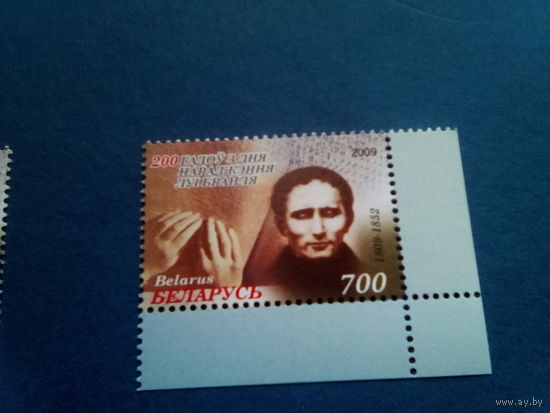 200 ГАДОЎ З ДНЯ
НАРАДЖЭННЯ
ЛУІ БРАЙЛЯ
2009
1809-1852
Belarus
БЕЛАРУСЬ
700
www.ay.by